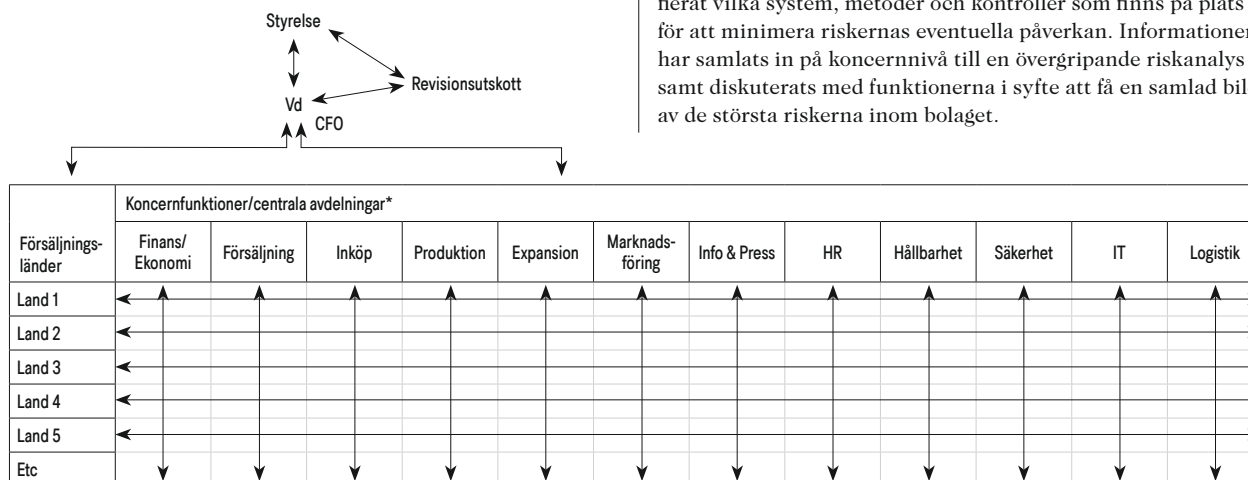 fierat vilka system, metoder och kontroller som finns på plats
för att minimera riskernas eventuella påverkan. Informationen
har samlats in på koncernnivå till en övergripande riskanalys
samt diskuterats med funktionerna i syfte att få en samlad bild
av de största riskerna inom bolaget.
Styrelse
Revisionsutskott
Vd
CFO
Koncernfunktioner/centrala avdelningar*
Försäljnings-
länder
Finans/
Ekonomi
Försäljning
Inköp
Produktion
Expansion
Marknads-
föring
Info & Press
HR
Hållbarhet
Säkerhet
IT
Logistik
Land 1
Land 2
Land 3
Land 4
Land 5
Etc